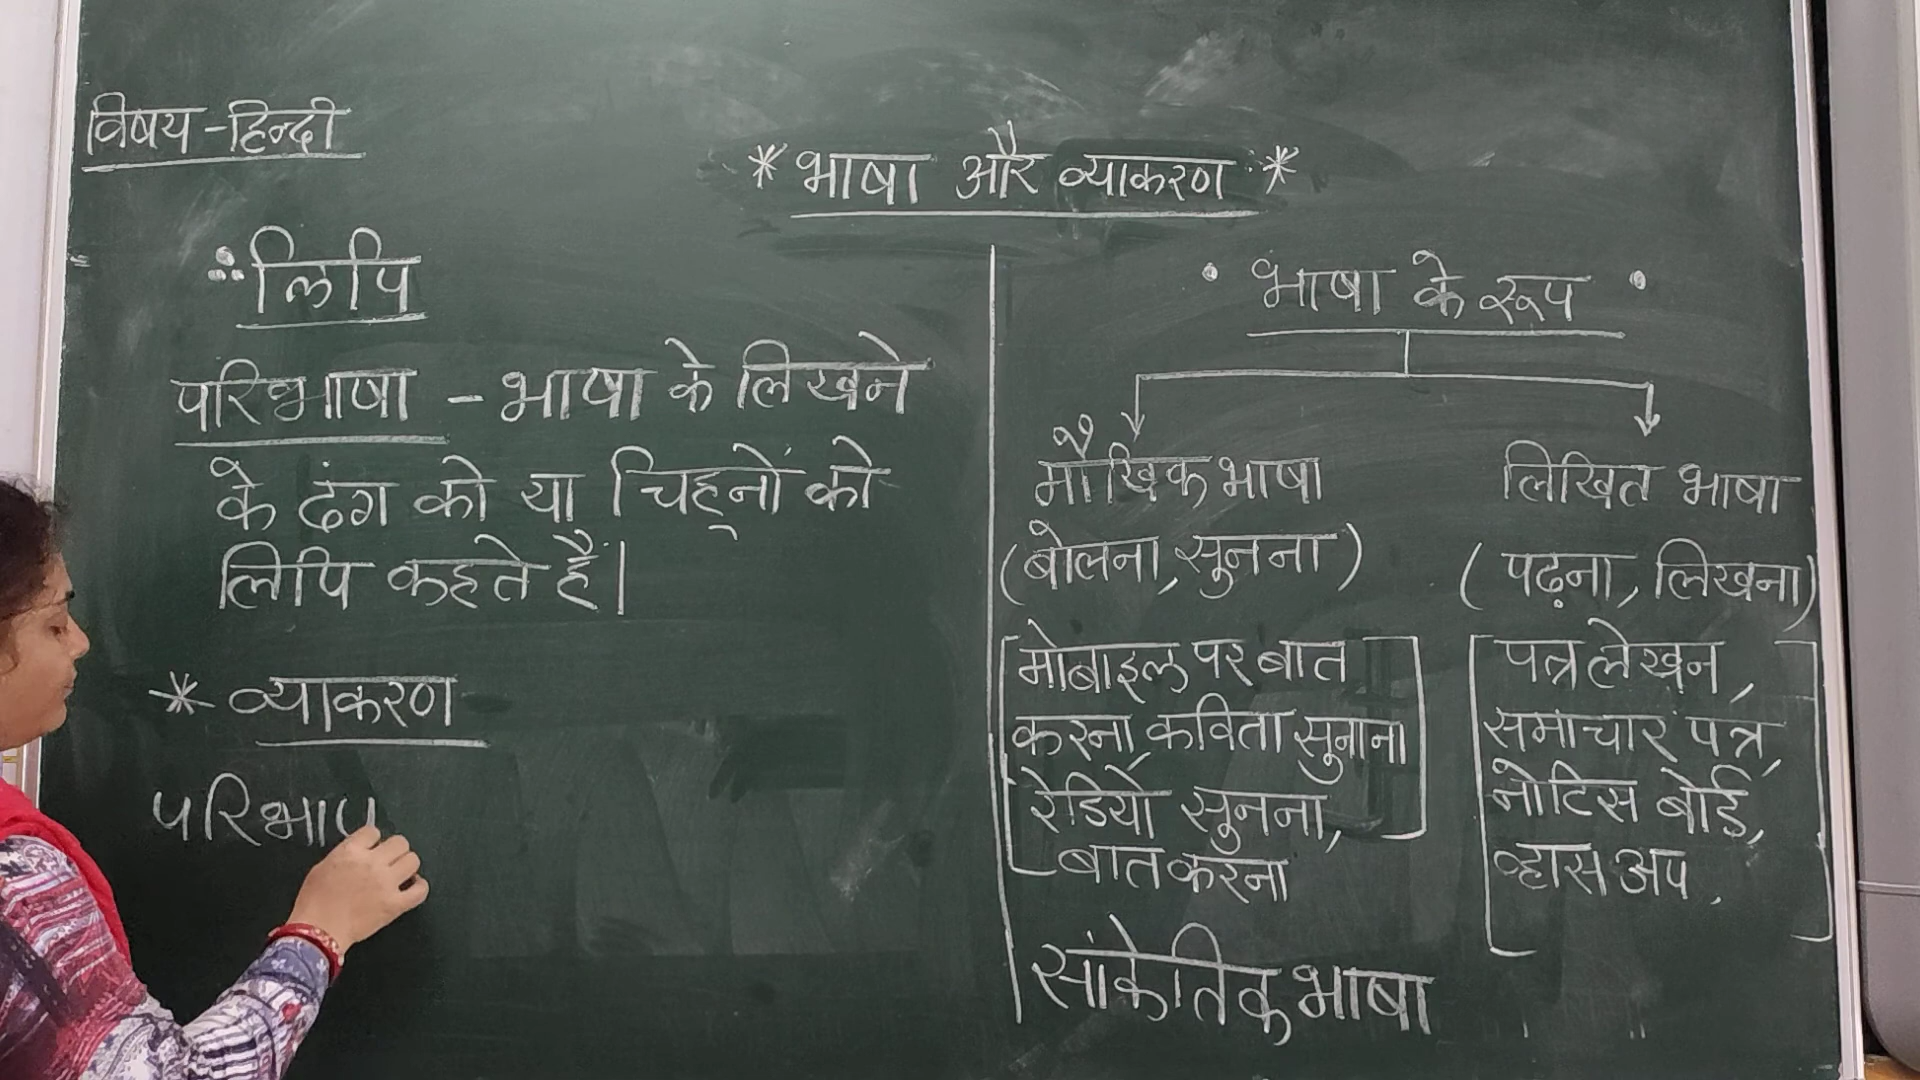 विषय - हिन्दी
* भाषा और व्याकरण *
लिपि
परिभाषा - भाषा के लिखने
के ढंग को या चिह्नों को
लिपि कहते हैं।
* व्याकरण
परिभाष
• भाषा के रूप •
मौखिक भाषा
(बोलना, सुनना)
मोबाइल पर बात
करना, कविता सुनाना
रेडियो सुनना,
बात करना
सांकेतिक भाषा
लिखित भाषा
(पढ़ना, लिखना)
पत्र लेखन,
समाचार पत्र,
नोटिस बोर्ड,
व्हास अप,